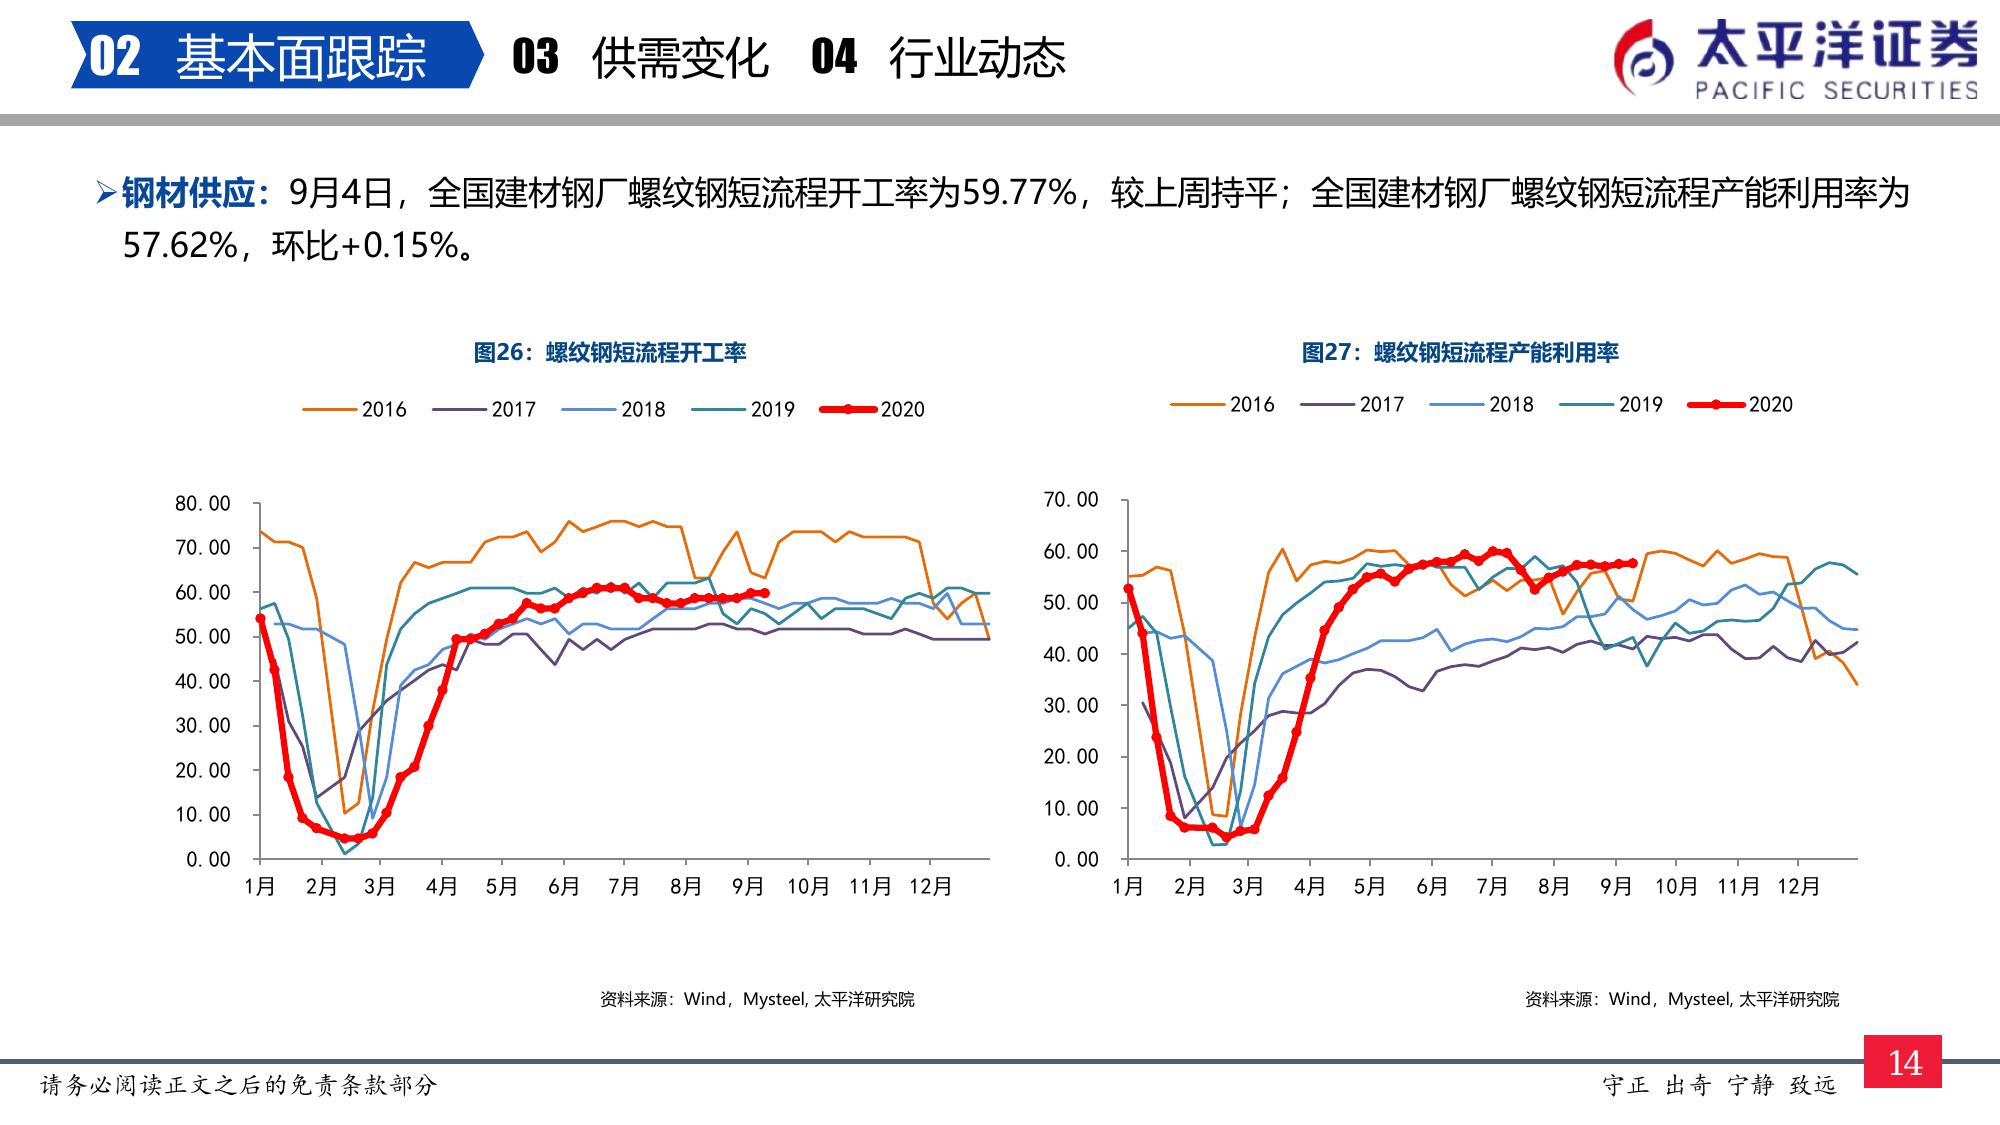 02 基本面跟踪 03 供需变化 04 行业动态
太平洋证券
PACIFIC SECURITIES
➢钢材供应：9月4日，全国建材钢厂螺纹钢短流程开工率为59.77%，较上周持平；全国建材钢厂螺纹钢短流程产能利用率为
57.62%，环比+0.15%。
图26：螺纹钢短流程开工率
2016 2017 2018 2019 2020
80.00
70.00
60.00
50.00
40.00
30.00
20.00
10.00
0.00
1月 2月 3月 4月 5月 6月 7月 8月 9月 10月 11月 12月
资料来源：Wind，Mysteel, 太平洋研究院
图27：螺纹钢短流程产能利用率
2016 2017 2018 2019 2020
70.00
60.00
50.00
40.00
30.00
20.00
10.00
0.00
1月 2月 3月 4月 5月 6月 7月 8月 9月 10月 11月 12月
资料来源：Wind，Mysteel, 太平洋研究院
请务必阅读正文之后的免责条款部分
守正 出奇 宁静 致远
14